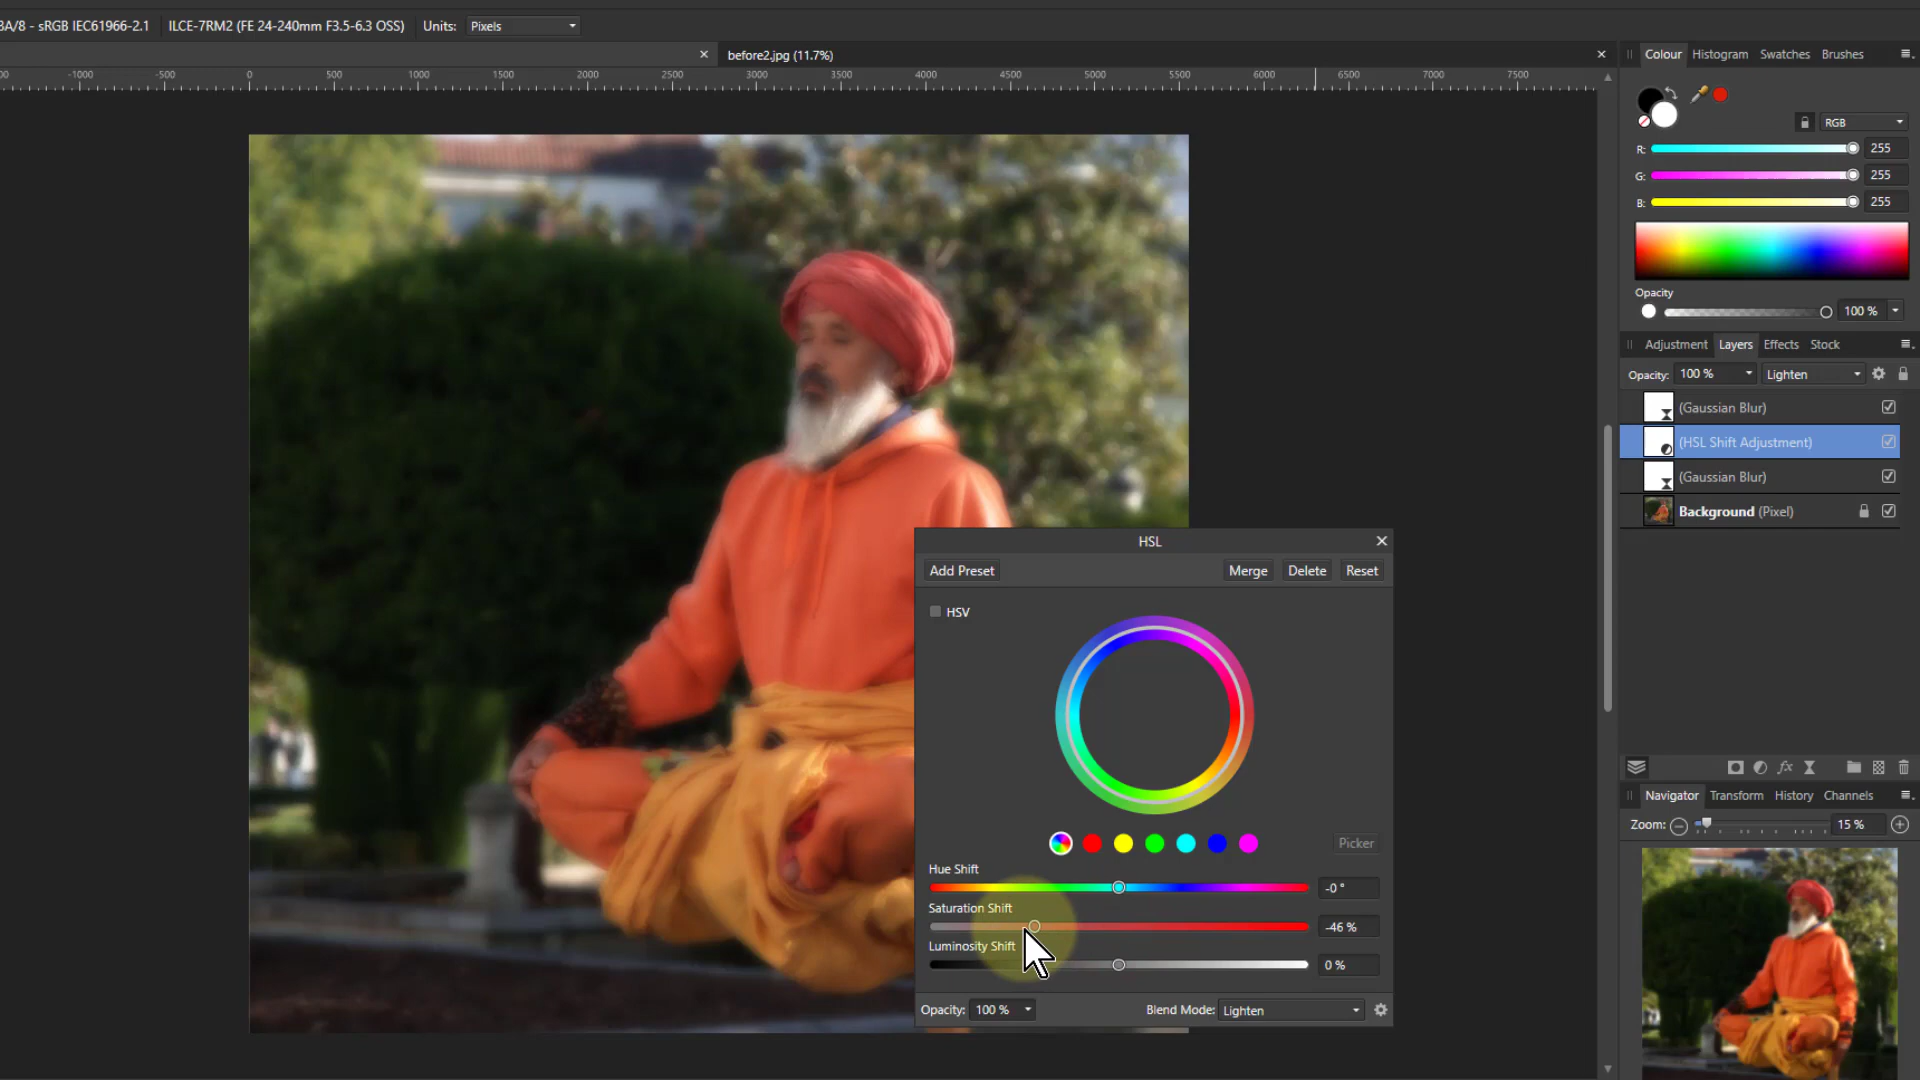 3A/8 - sRGB IEC61966-2.1 ILCE-7RM2 (FE 24-240mm F3.5-6.3 OSS) Units: Pixels
before2.jpg (11.7%)
-1000 -500 0 500 1000 1500 2000 2500 3000 3500 4000 4500 5000 5500 6000 6500 7000 7500
Colour Histogram Swatches Brushes
RGB
R: 255
G: 255
B: 255
Opacity
100 %
Adjustment Layers Effects Stock
Opacity: 100 % Lighten
(Gaussian Blur)
(HSL Shift Adjustment)
(Gaussian Blur)
Background (Pixel)
HSL
Add Preset Merge Delete Reset
HSV
Picker
Hue Shift
-0 °
Saturation Shift
-46 %
Luminosity Shift
0 %
Opacity: 100 % Blend Mode: Lighten
fx
Navigator Transform History Channels
Zoom: 15 %